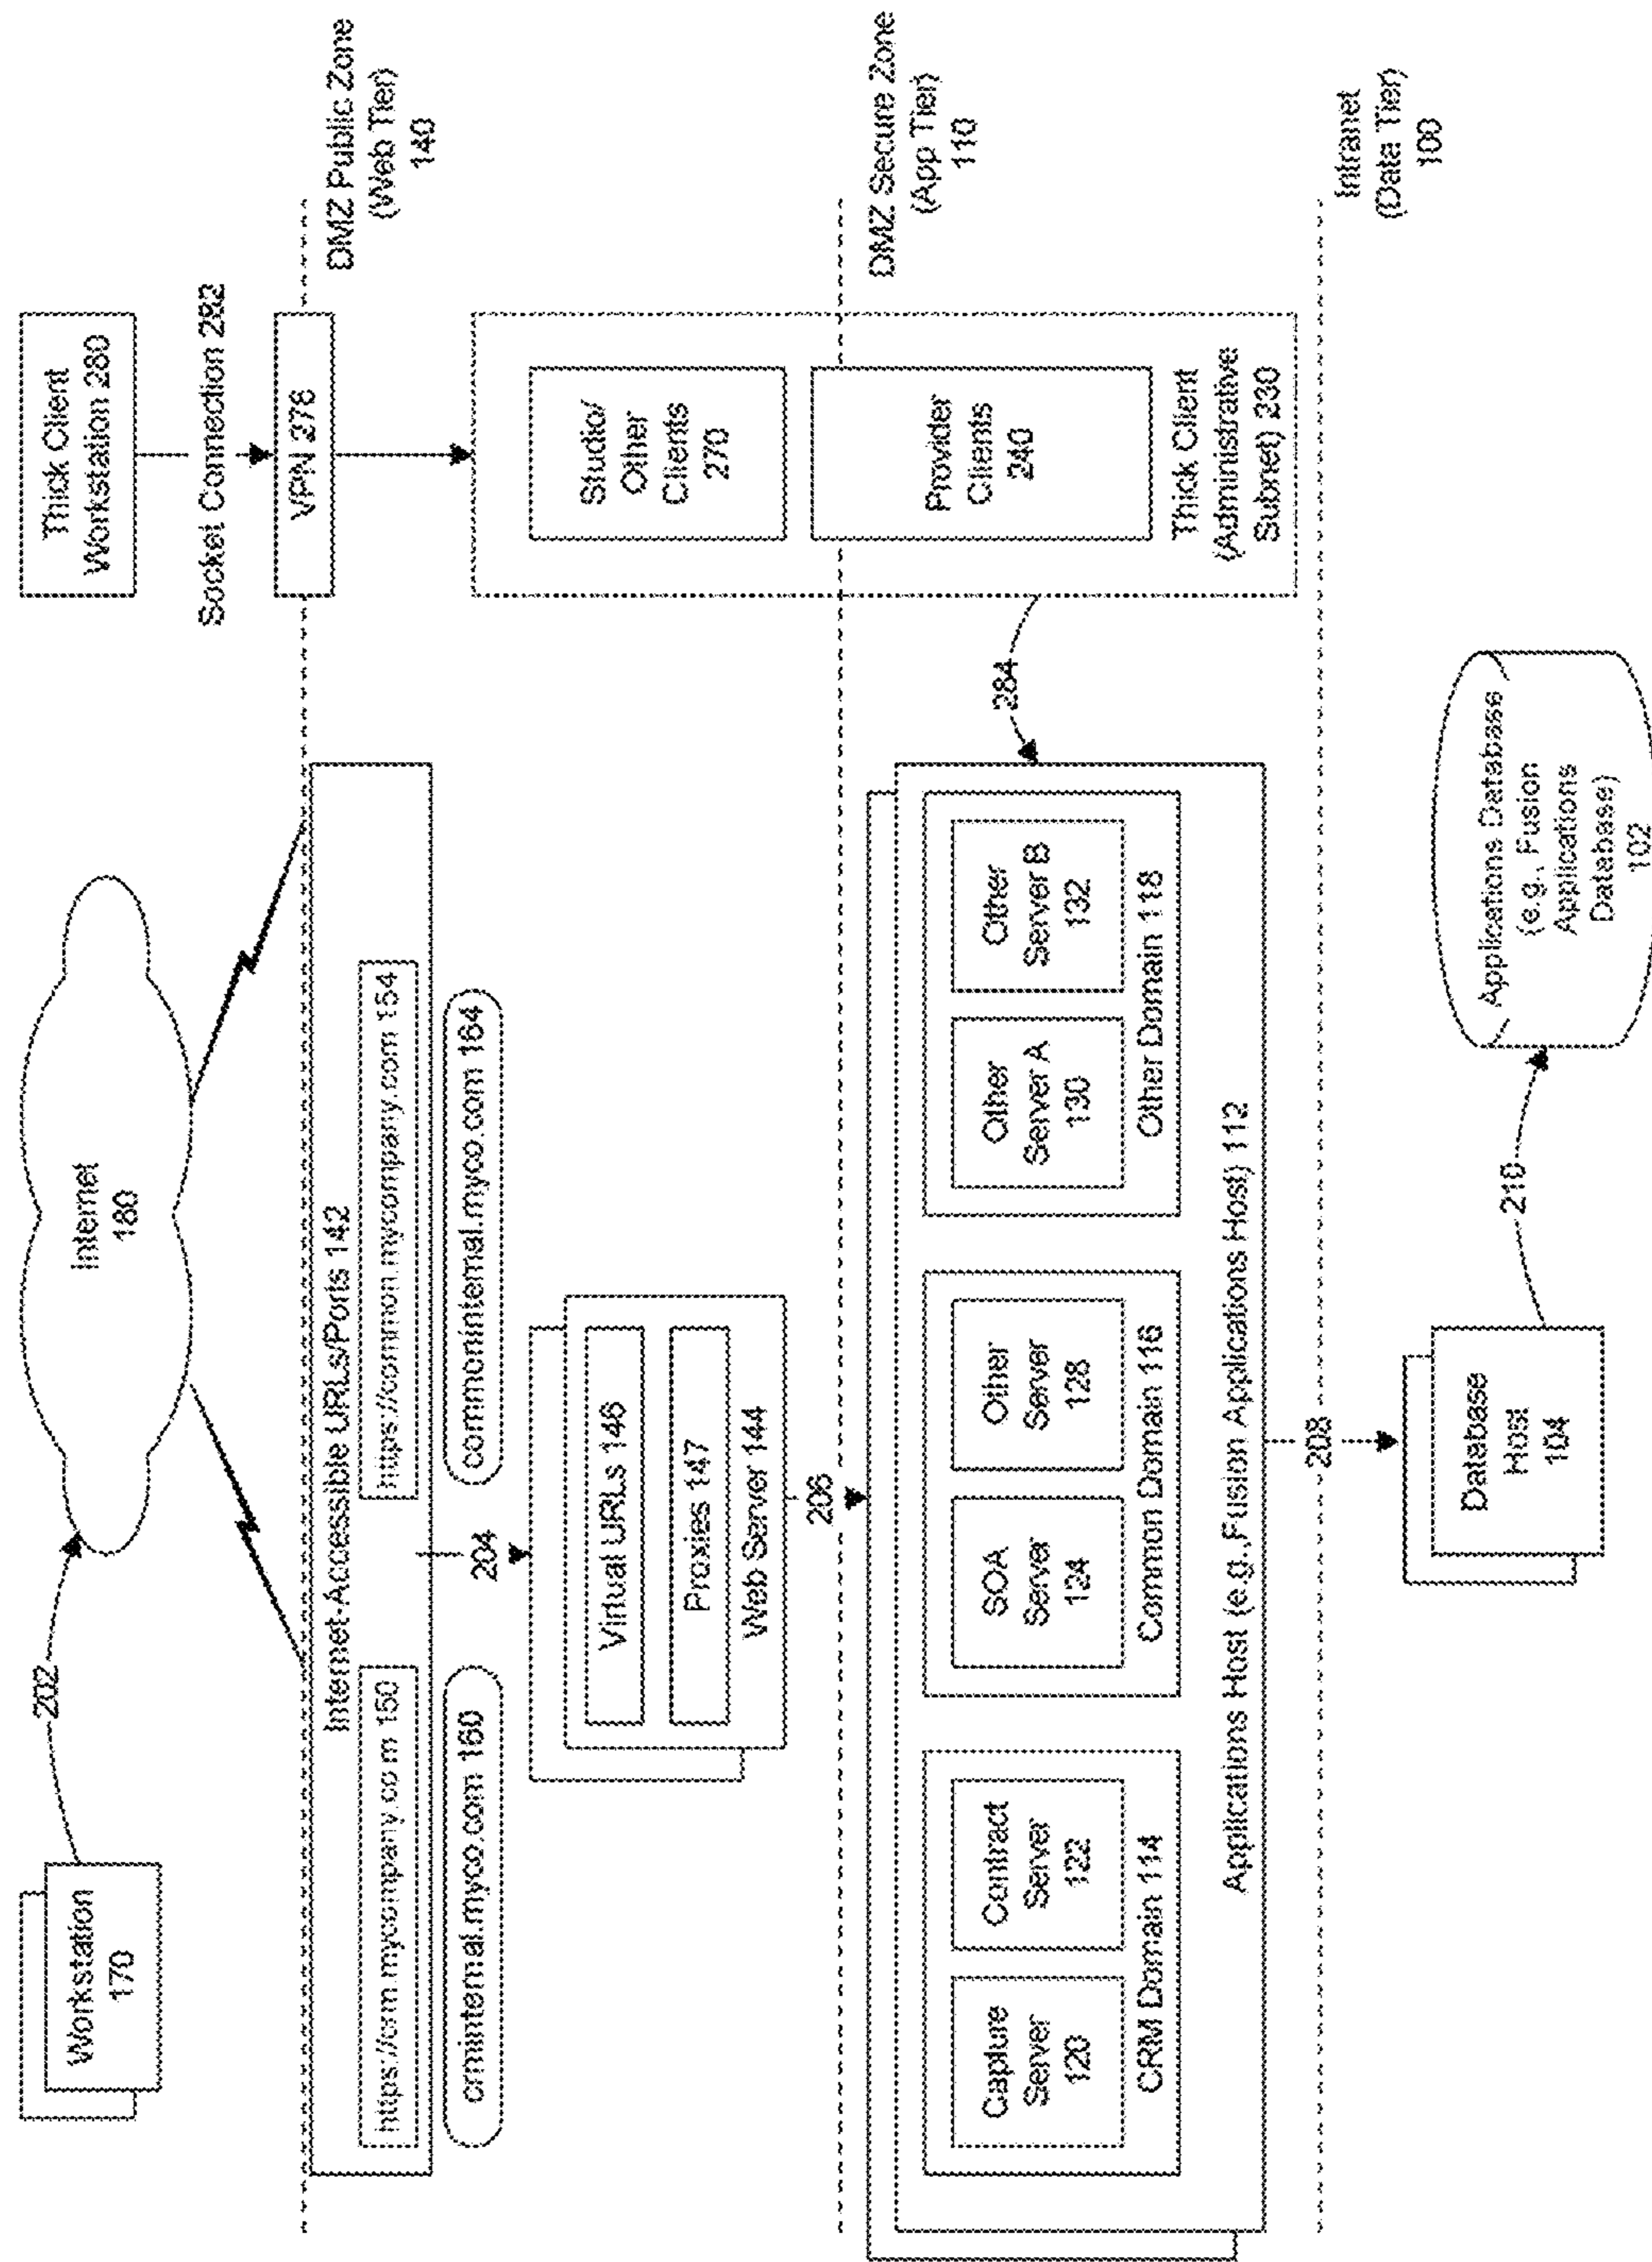 Workstation
170
202
Internet
180
Thick Client
Workstation 280
Socket Connection 282
VPN 278
DMZ Public Zone
(Web Tier)
140
Internet-Accessible URLs/Ports 142
https://crm.mycompany.co m 150
https://common.mycompany.com 154
crminternal.myco.com 160
commoninternal.myco.com 164
204
Virtual URLs 146
Proxies 147
Web Server 144
206
Studio/
Other
Clients
270
Provider
Clients
240
Thick Client
(Administrative
Subnet) 230
284
DMZ Secure Zone
(App Tier)
110
Capture
Server
120
Contract
Server
122
CRM Domain 114
SOA
Server
124
Other
Server
128
Common Domain 116
Other
Server A
130
Other
Server B
132
Other Domain 118
Applications Host (e.g.,Fusion Applications Host) 112
208
Intranet
(Data Tier)
100
Database
Host
104
210
Applications Database
(e.g., Fusion
Applications
Database)
102